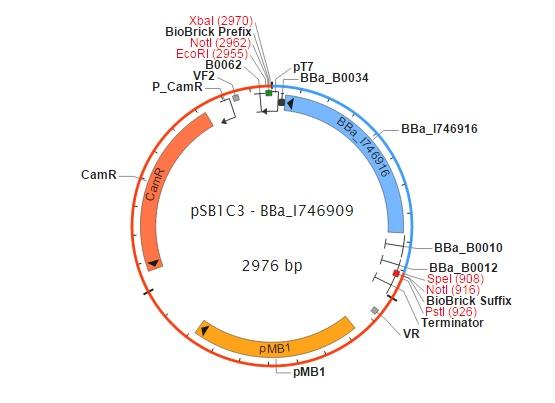 XbaI (2970)
BioBrick Prefix
NotI (2962)
EcoRI (2955)
B0062
VF2
P_CamR
pT7
BBa_B0034
BBa_I746916
BBa_I746916
CamR
CamR
pSB1C3 - BBa_I746909
2976 bp
BBa_B0010
BBa_B0012
SpeI (908)
NotI (916)
BioBrick Suffix
PstI (926)
Terminator
VR
pMB1
pMB1